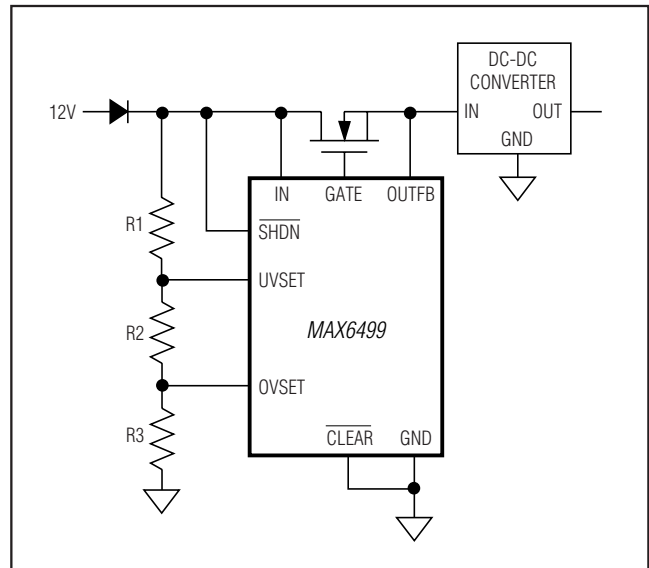 DC-DC
CONVERTER
12V
IN
OUT
GND
IN
GATE
OUTFB
R1
SHDN
UVSET
R2
MAX6499
OVSET
R3
CLEAR
GND